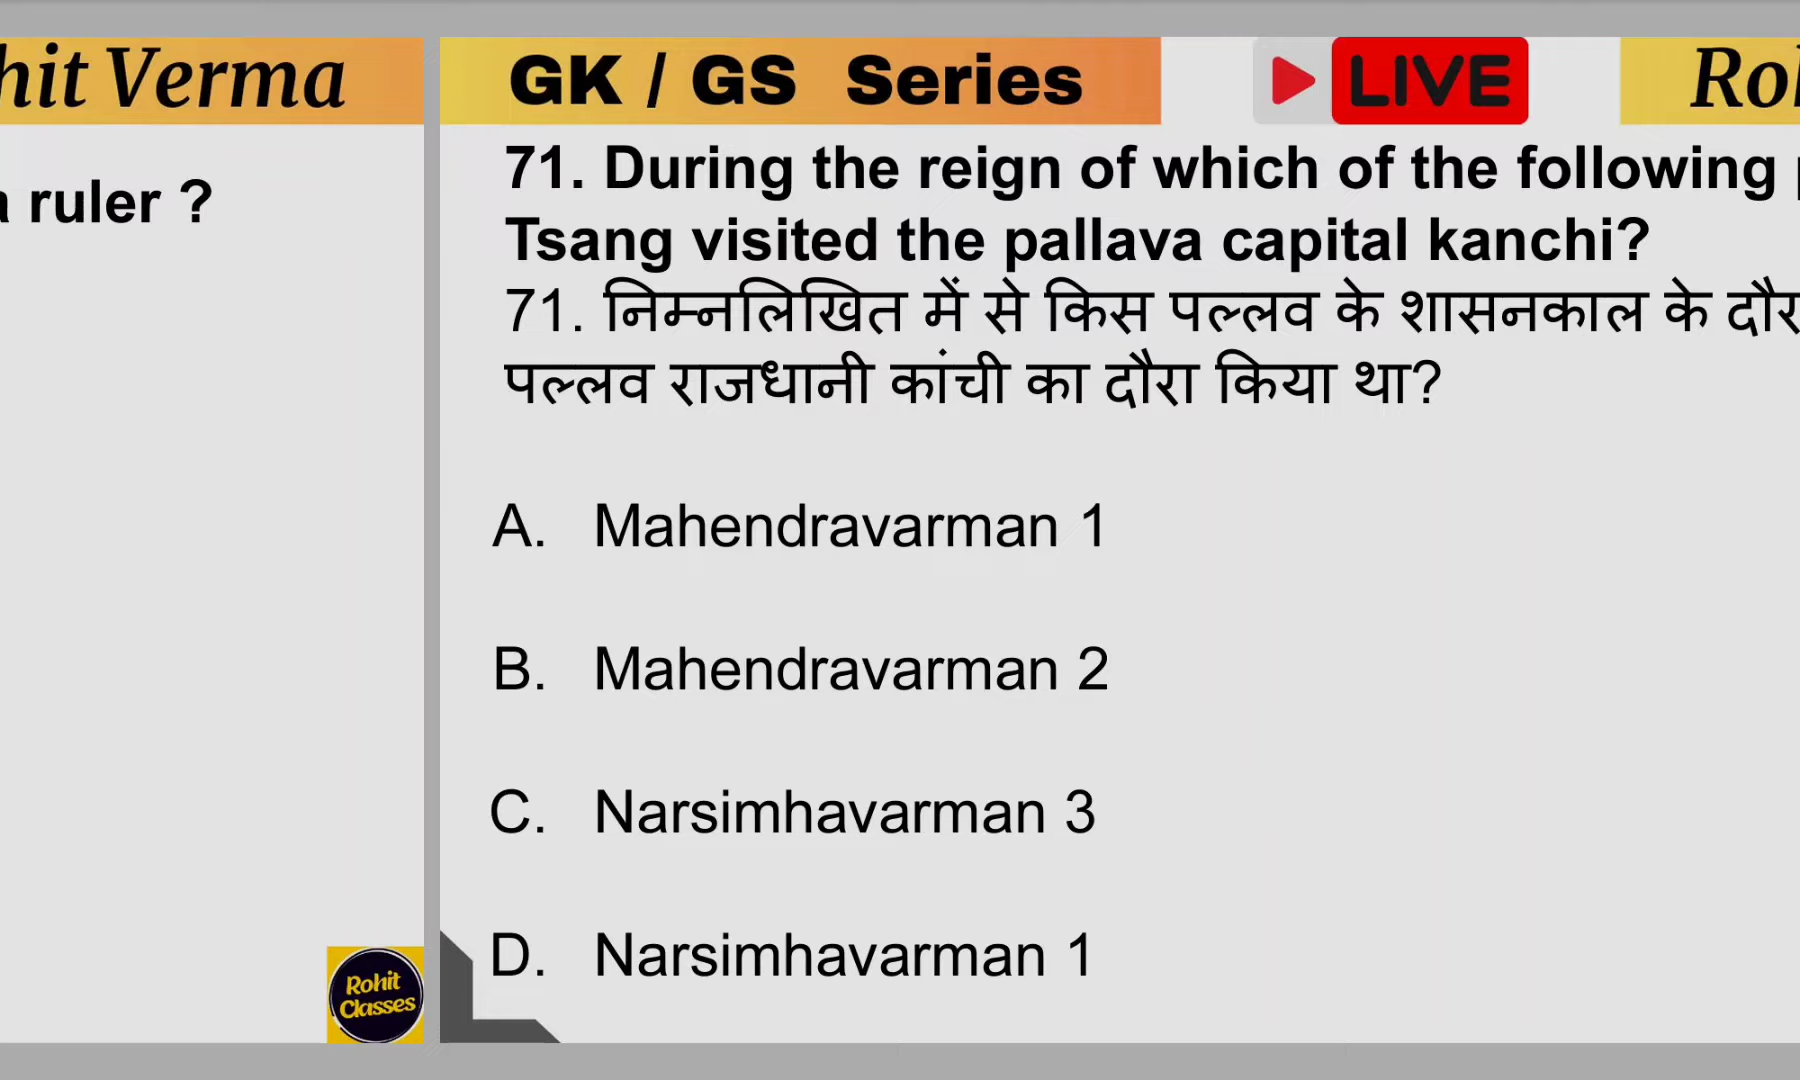 hit Verma
ruler ?
Rohit
Classes
GK / GS Series
LIVE
71. During the reign of which of the following
Tsang visited the pallava capital kanchi?
71. निम्नलिखित में से किस पल्लव के शासनकाल के
पल्लव राजधानी कांची का दौरा किया था?
A. Mahendravarman 1
B. Mahendravarman 2
C. Narsimhavarman 3
D. Narsimhavarman 1